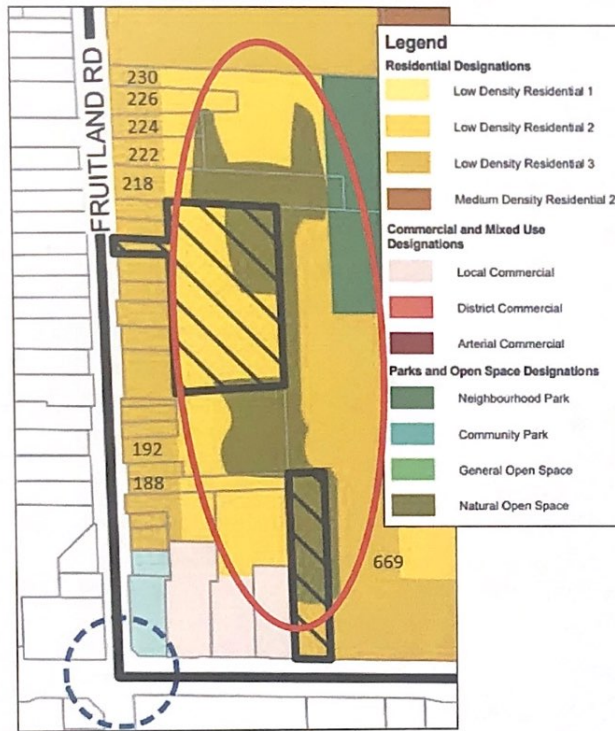 FRUITLAND RD
230
226
224
222
218
192
188
669
Legend
Residential Designations
Low Density Residential 1
Low Density Residential 2
Low Density Residential 3
Medium Density Residential 2
Commercial and Mixed Use
Designations
Local Commercial
District Commercial
Arterial Commercial
Parks and Open Space Designations
Neighbourhood Park
Community Park
General Open Space
Natural Open Space